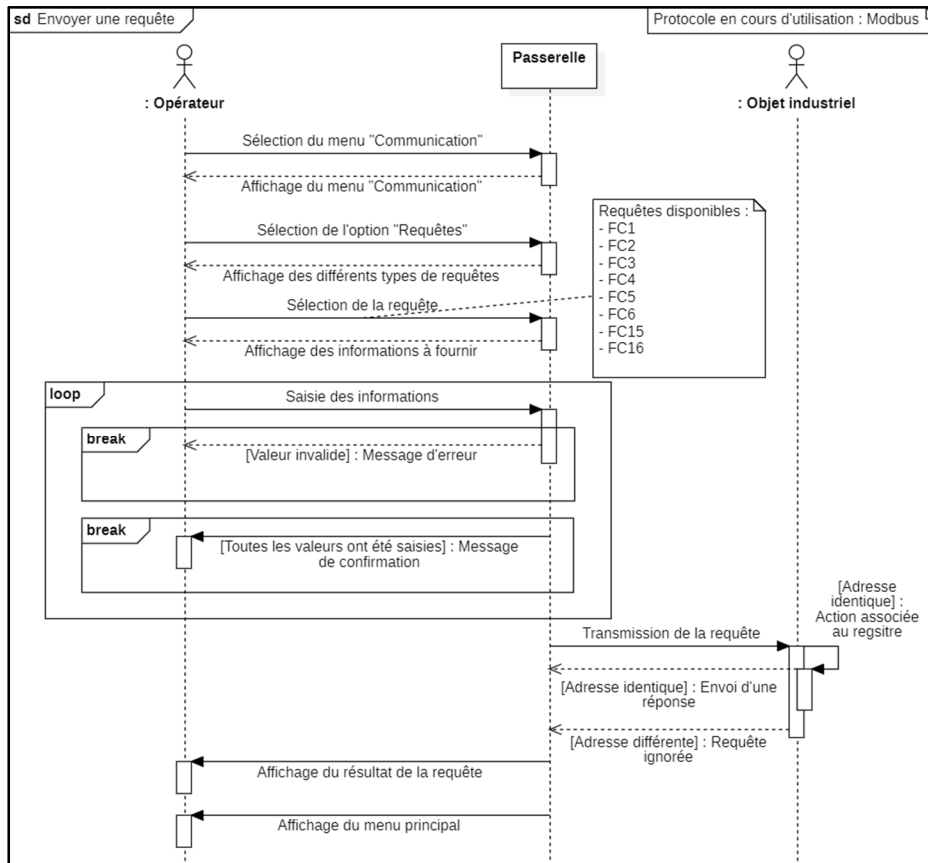 sd Envoyer une requête
Protocole en cours d'utilisation : Modbus
Passerelle
: Opérateur
: Objet industriel
Sélection du menu "Communication"
Affichage du menu "Communication"
Requêtes disponibles :
- FC1
- FC2
- FC3
- FC4
- FC5
- FC6
- FC15
- FC16
Sélection de l'option "Requêtes"
Affichage des différents types de requêtes
Sélection de la requête
Affichage des informations à fournir
loop
Saisie des informations
break
[Valeur invalide] : Message d'erreur
break
[Toutes les valeurs ont été saisies] : Message
de confirmation
[Adresse
identique] :
Action associée
au regsitre
Transmission de la requête
[Adresse identique] : Envoi d'une
réponse
[Adresse différente] : Requête
ignorée
Affichage du résultat de la requête
Affichage du menu principal